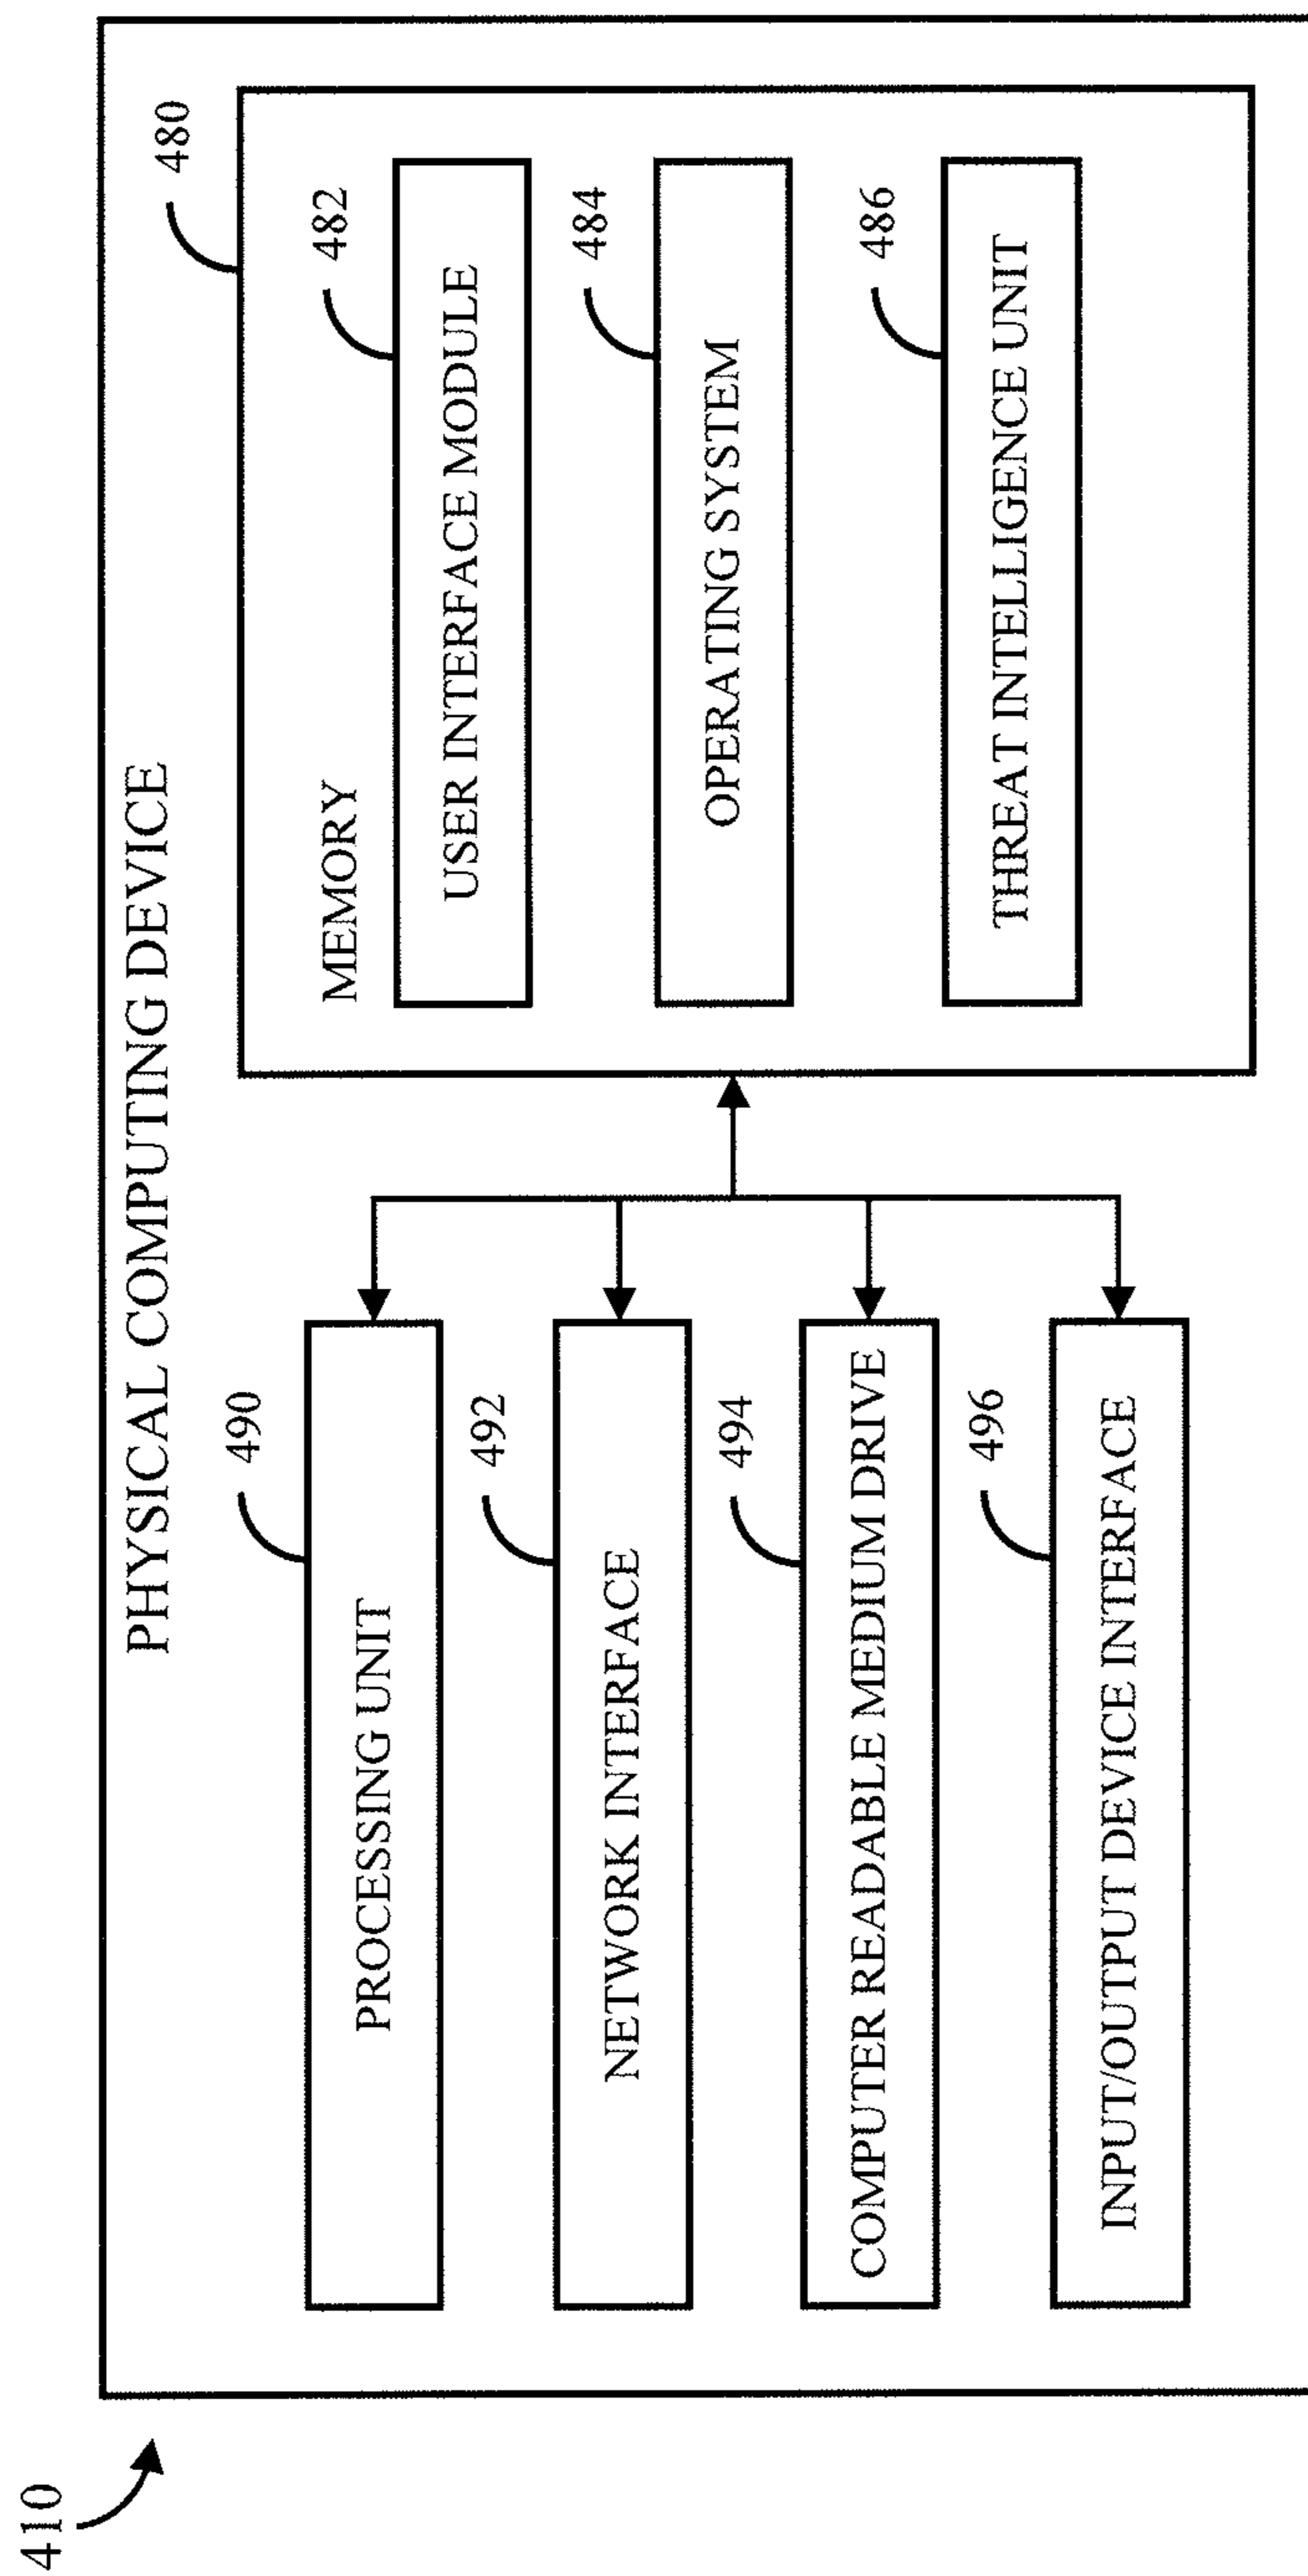 410
PHYSICAL COMPUTING DEVICE
490
PROCESSING UNIT
492
NETWORK INTERFACE
494
COMPUTER READABLE MEDIUM DRIVE
496
INPUT/OUTPUT DEVICE INTERFACE
480
MEMORY
482
USER INTERFACE MODULE
484
OPERATING SYSTEM
486
THREAT INTELLIGENCE UNIT